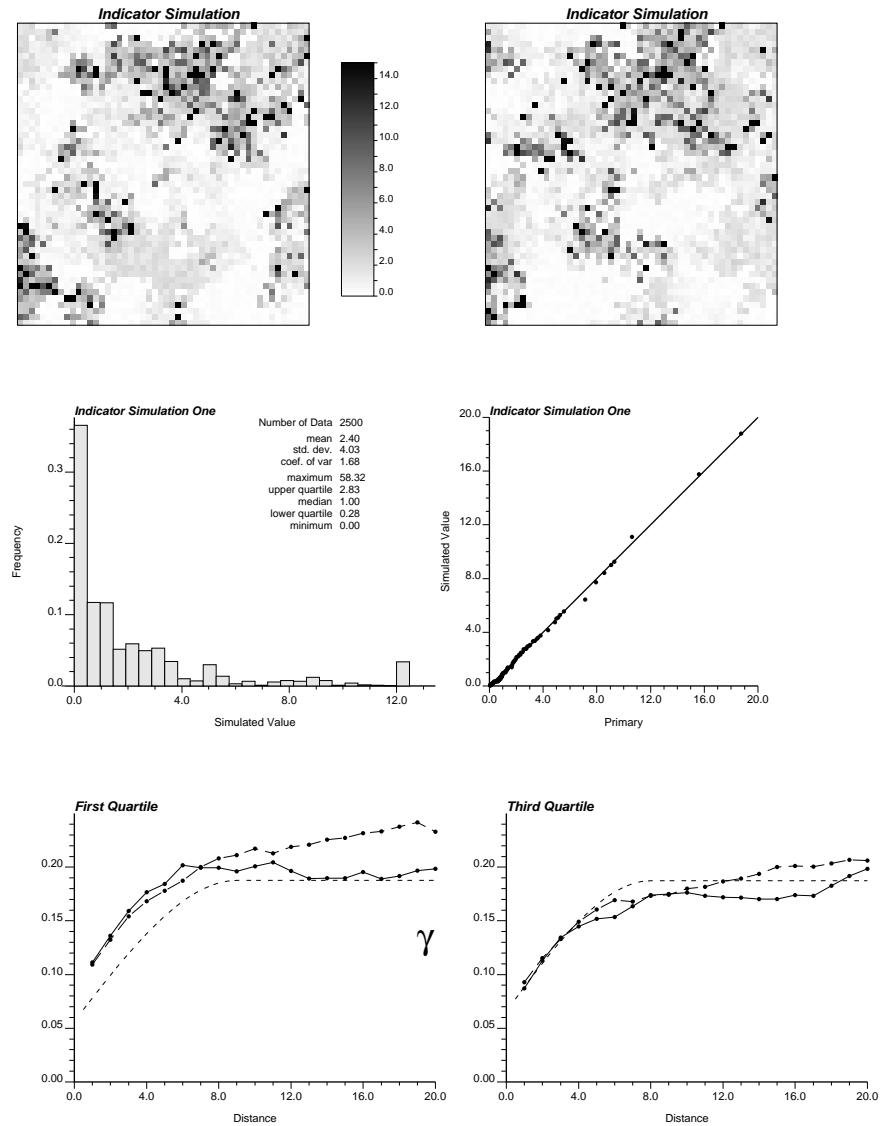 Indicator Simulation
Indicator Simulation
14.0
12.0
10.0
8.0
6.0
4.0
2.0
0.0
Indicator Simulation One
Number of Data 2500
mean 2.40
std. dev. 4.03
coef. of var 1.68
maximum 58.32
upper quartile 2.83
median 1.00
lower quartile 0.28
minimum 0.00
Frequency
0.3
0.2
0.1
0.0
0.0 4.0 8.0 12.0
Simulated Value
Indicator Simulation One
Simulated Value
20.0
16.0
12.0
8.0
4.0
0.0
0.0 4.0 8.0 12.0 16.0 20.0
Primary
First Quartile
γ
0.20
0.15
0.10
0.05
0.00
0.0 4.0 8.0 12.0 16.0 20.0
Distance
Third Quartile
0.20
0.15
0.10
0.05
0.00
0.0 4.0 8.0 12.0 16.0 20.0
Distance